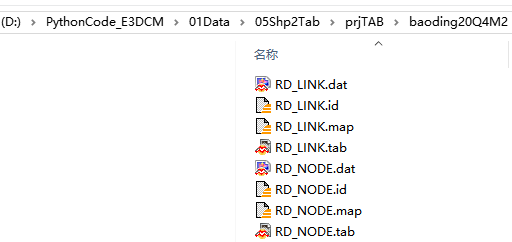 (D:) > PythonCode_E3DCM > 01Data > 05Shp2Tab > prjTAB > baoding20Q4M2
名称
RD_LINK.dat
RD_LINK.id
RD_LINK.map
RD_LINK.tab
RD_NODE.dat
RD_NODE.id
RD_NODE.map
RD_NODE.tab